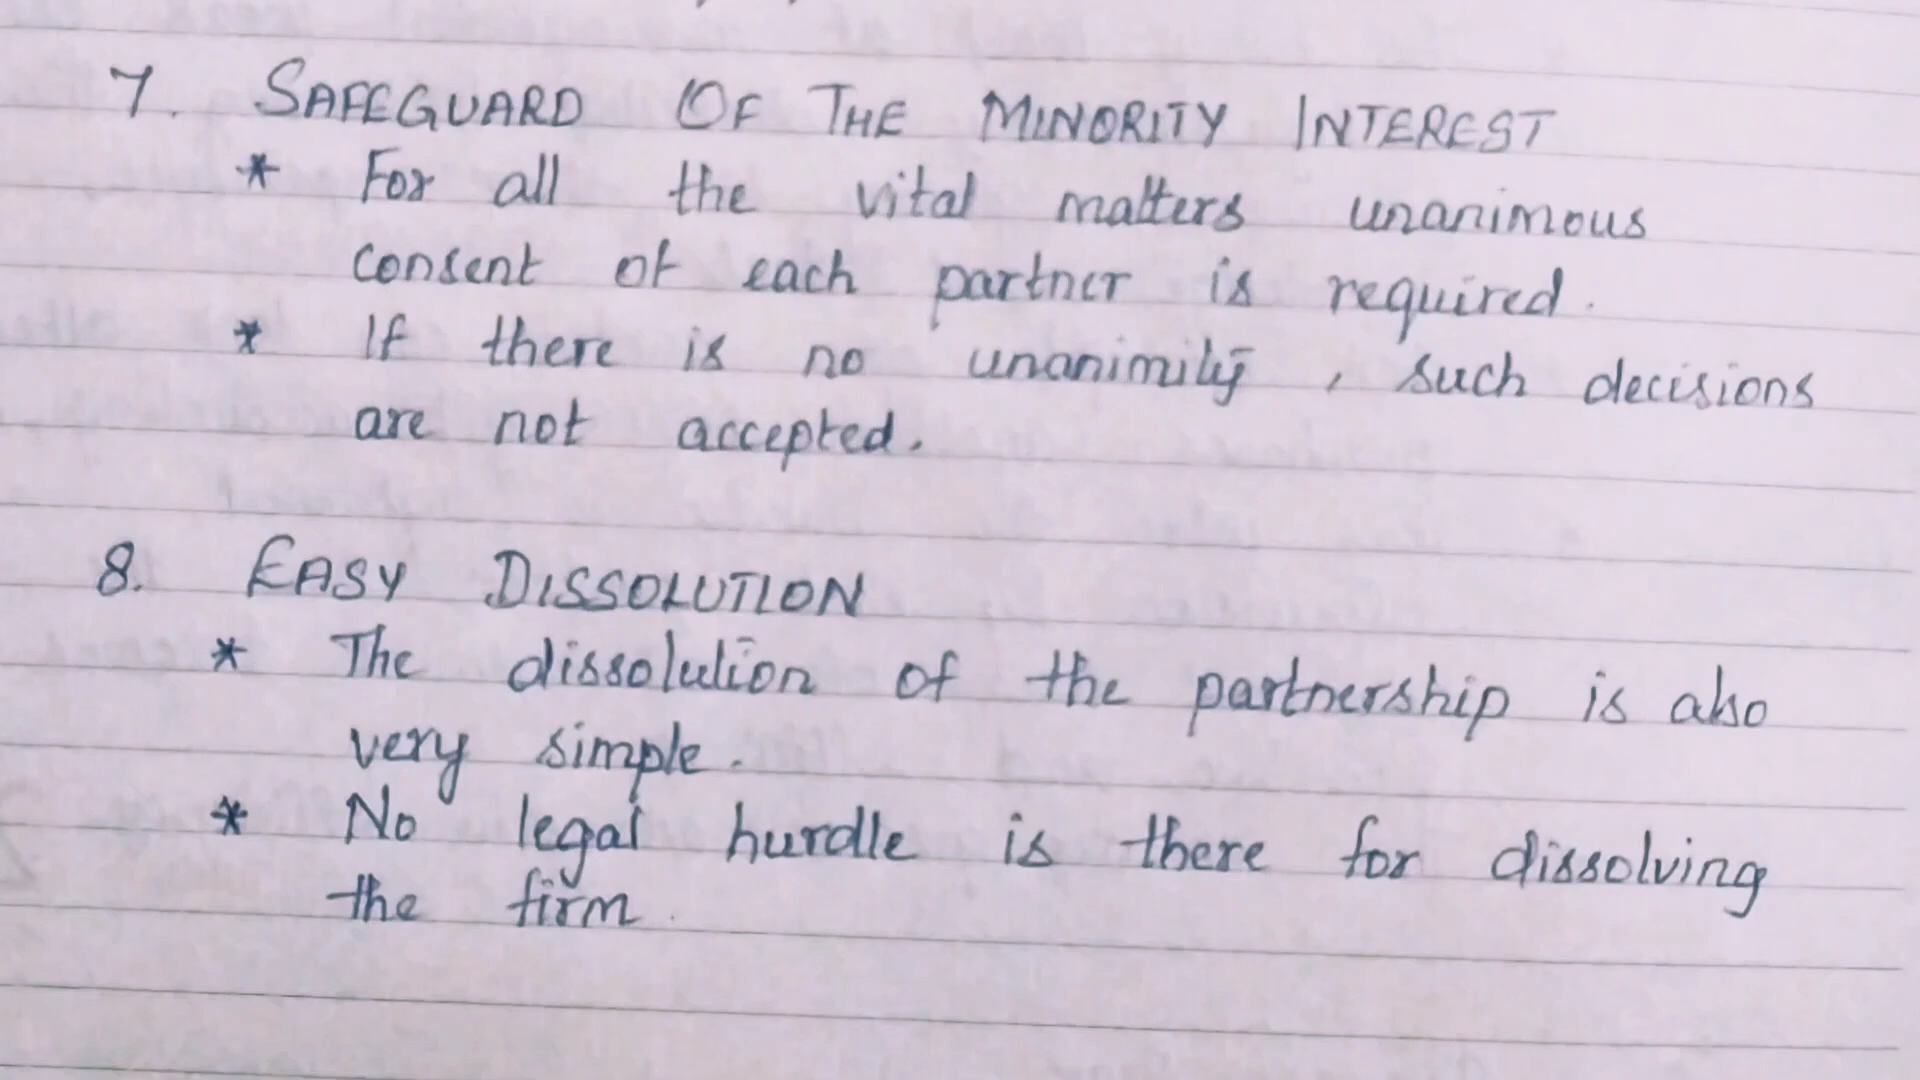 7. SAFEGUARD OF THE MINORITY INTEREST
* For all the vital matters unanimous
consent of each partner is required.
* If there is no unanimity, such decisions
are not accepted.
8. EASY DISSOLUTION
* The dissolution of the partnership is also
very simple.
* No legal hurdle is there for dissolving
the firm.